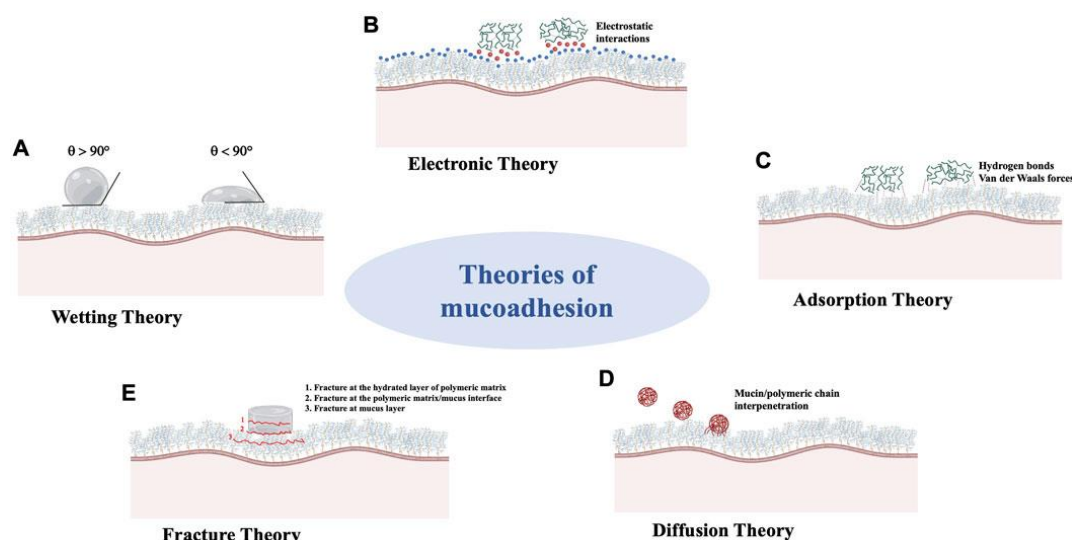 B
Electrostatic
interactions
Electronic Theory
A
θ > 90°
θ < 90°
Wetting Theory
C
Hydrogen bonds
Van der Waals forces
Adsorption Theory
Theories of
mucoadhesion
E
1. Fracture at the hydrated layer of polymeric matrix
2. Fracture at the polymeric matrix/mucus interface
3. Fracture at mucus layer
1
2
3
Fracture Theory
D
Mucin/polymeric chain
interpenetration
Diffusion Theory